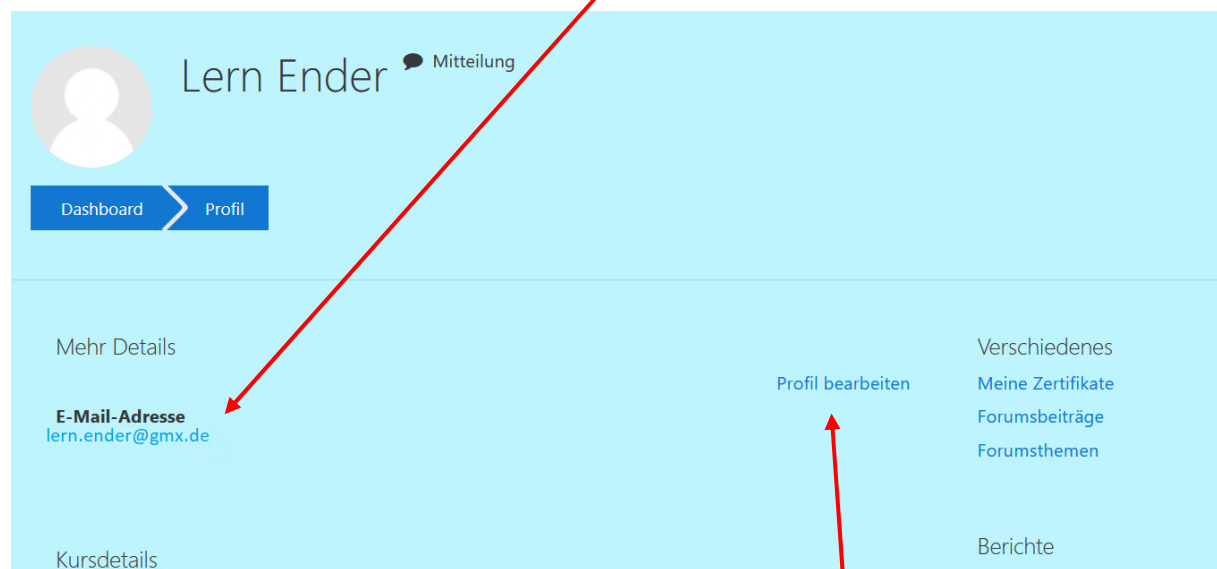 Lern Ender Mitteilung
Dashboard Profil
Mehr Details
E-Mail-Adresse
lern.ender@gmx.de
Profil bearbeiten
Verschiedenes
Meine Zertifikate
Forumsbeiträge
Forumsthemen
Kursdetails
Berichte